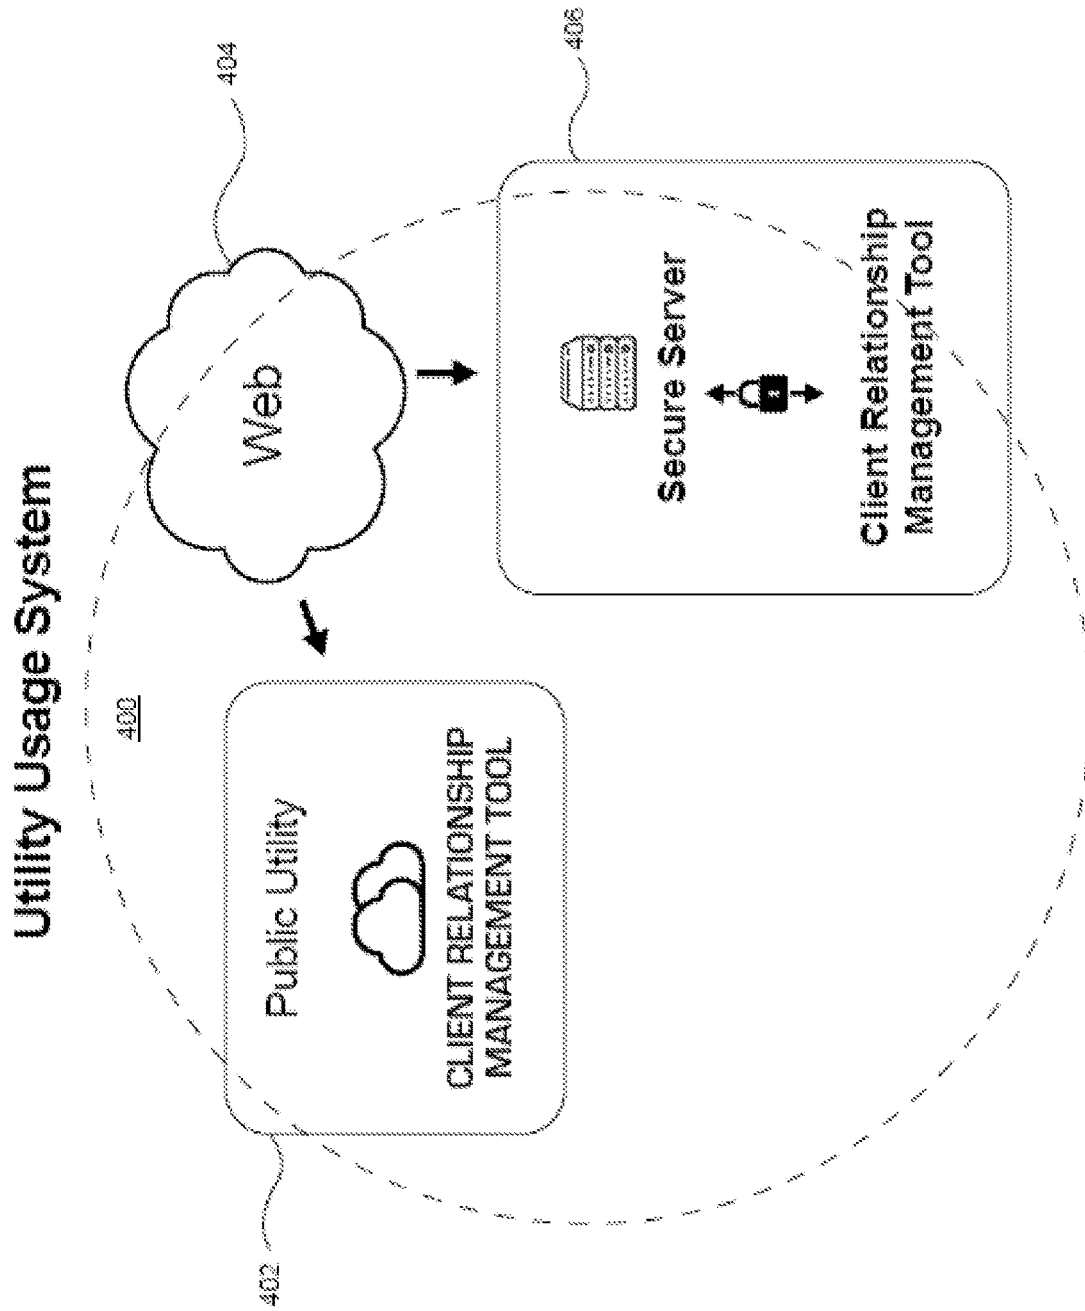 Utility Usage System
400
402
Public Utility
CLIENT RELATIONSHIP
MANAGEMENT TOOL
404
Web
406
Secure Server
Client Relationship
Management Tool